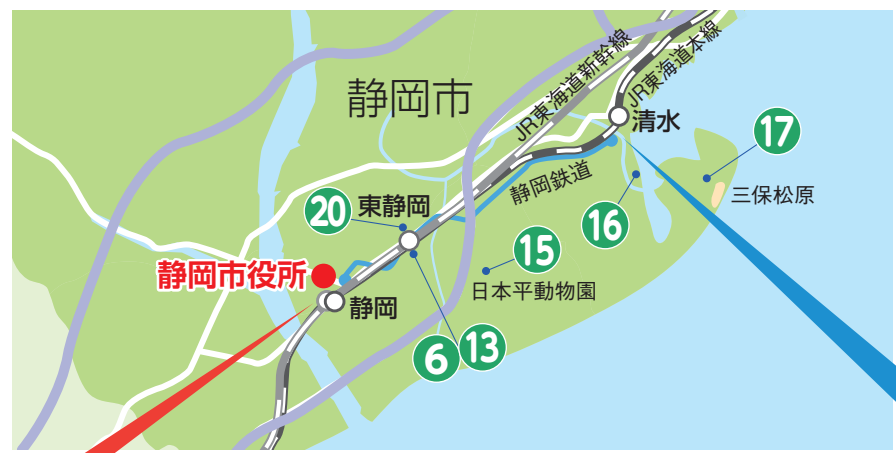 静岡市
JR東海道新幹線
JR東海道本線
清水
17
静岡鉄道
三保松原
20
東静岡
16
15
静岡市役所
日本平動物園
静岡
6
13